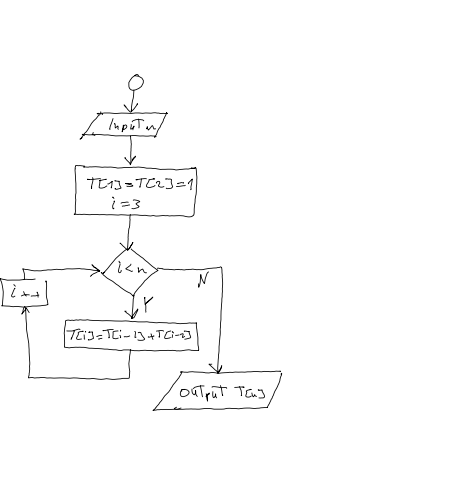 InpuT n
T[1]=T[2]=1
i=3
i<n
N
Y
i++
T[i]=T[i-1]+T[i-2]
OUTPUT T[n]